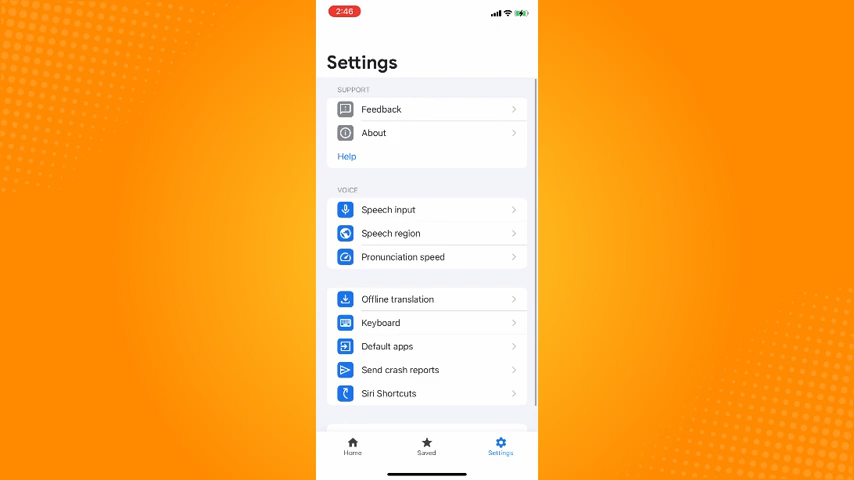 2:46
Settings
SUPPORT
Feedback
About
Help
VOICE
Speech input
Speech region
Pronunciation speed
Offline translation
Keyboard
Default apps
Send crash reports
Siri Shortcuts
Home
Saved
Settings